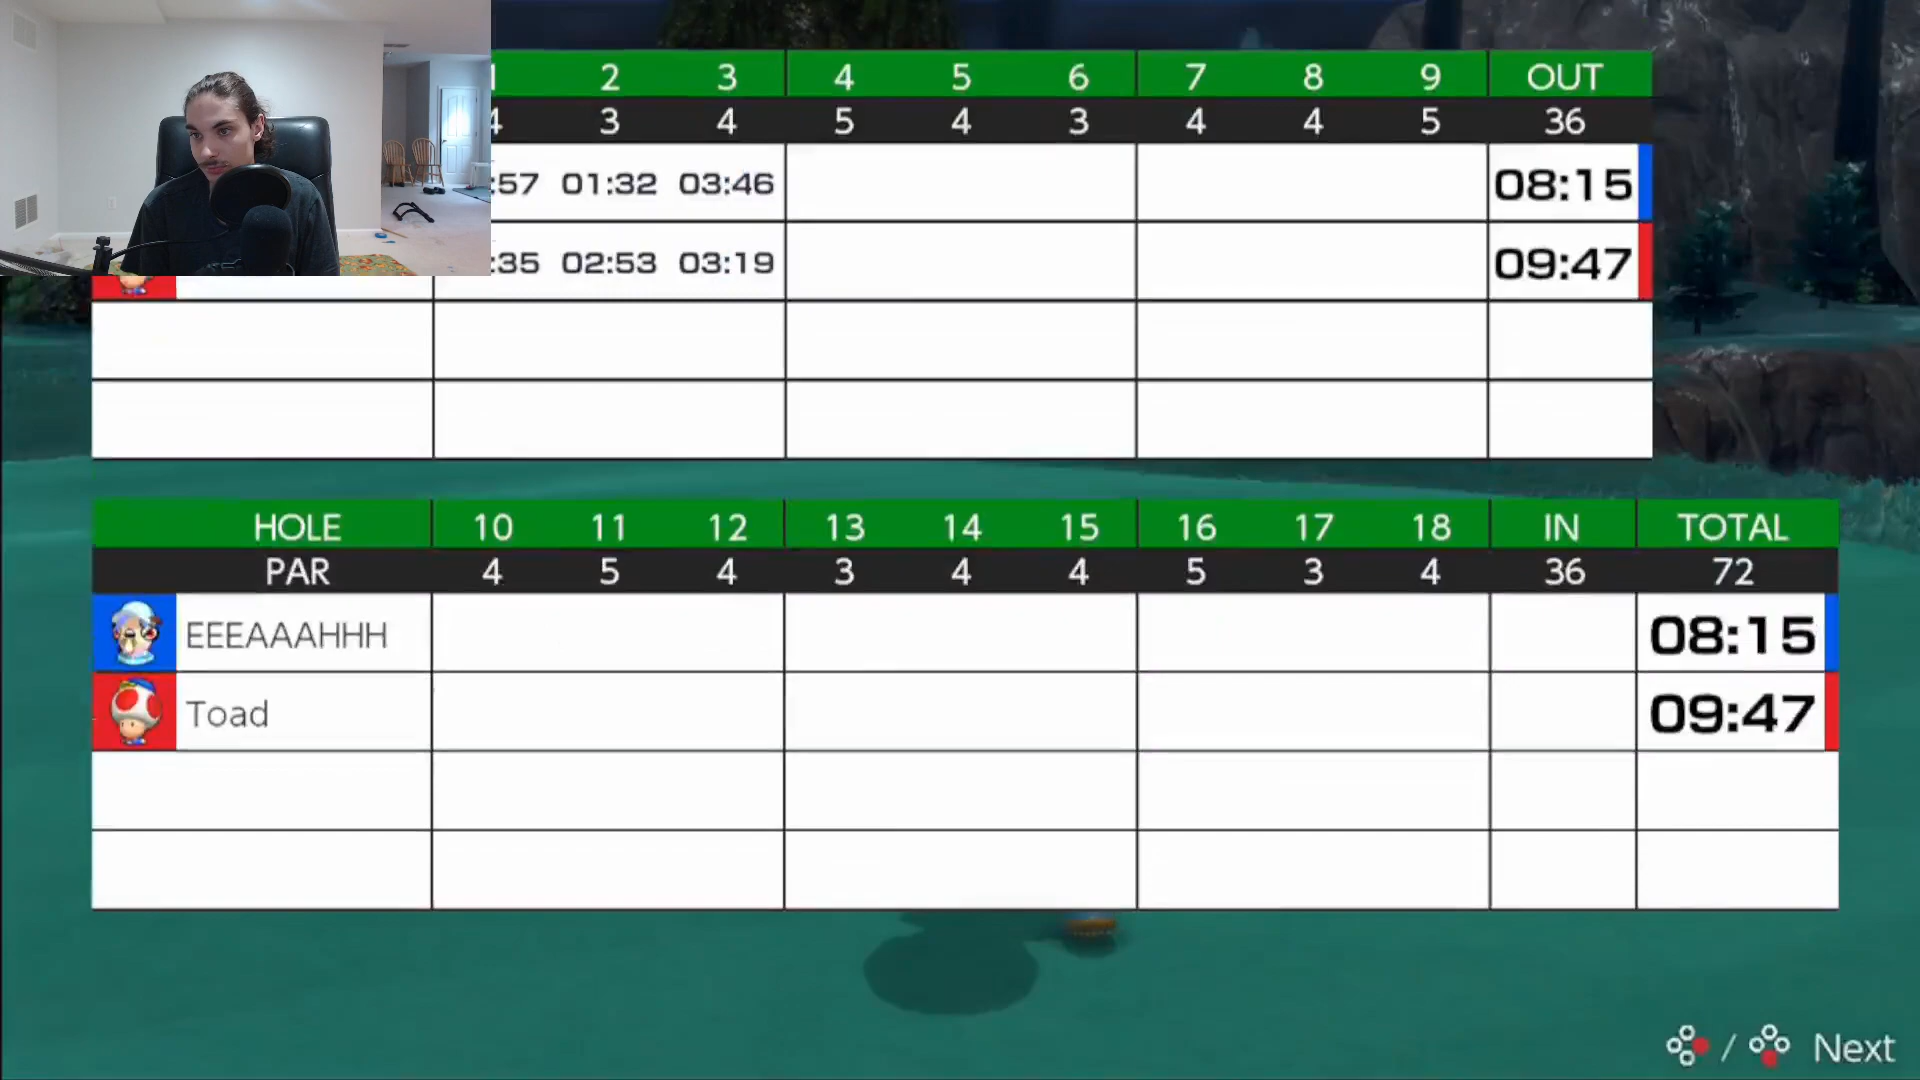 2 3 4 5 6 7 8 9 OUT
3 4 5 4 3 4 4 5 36
:57 01:32 03:46 08:15
:35 02:53 03:19 09:47
HOLE 10 11 12 13 14 15 16 17 18 IN TOTAL
PAR 4 5 4 3 4 4 5 3 4 36 72
EEEAAAHHH 08:15
Toad 09:47
/ Next